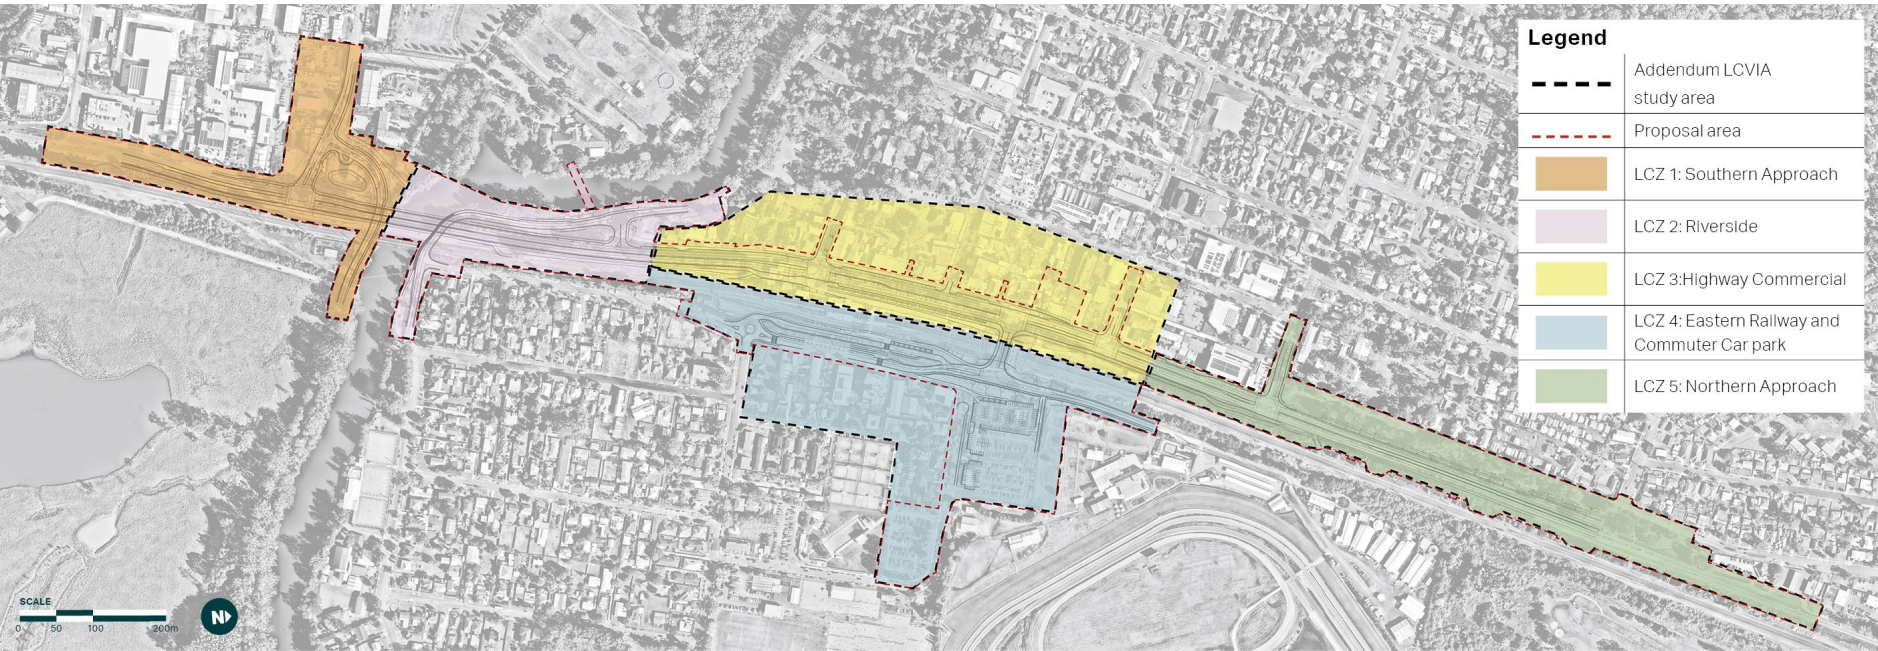 Legend
Addendum LCVIA
study area
Proposal area
LCZ 1: Southern Approach
LCZ 2: Riverside
LCZ 3:Highway Commercial
LCZ 4: Eastern Railway and
Commuter Car park
LCZ 5: Northern Approach
SCALE
0 50 100 200m
N